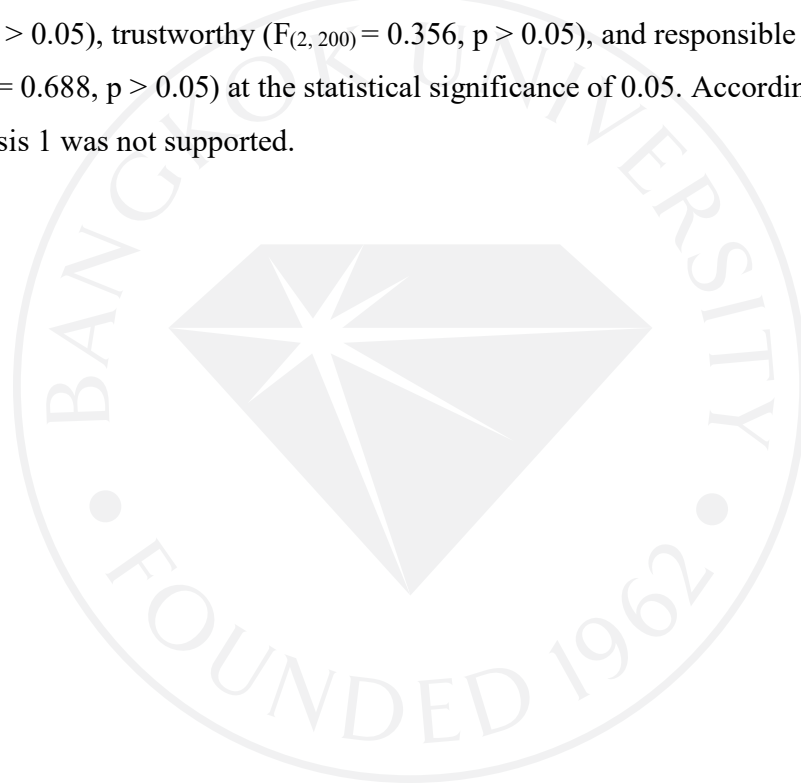 > 0.05), trustworthy (F(2, 200) = 0.356, p > 0.05), and responsible
= 0.688, p > 0.05) at the statistical significance of 0.05.
sis 1 was not supported.
BANGKOK UNIVERSITY
FOUNDED 1962